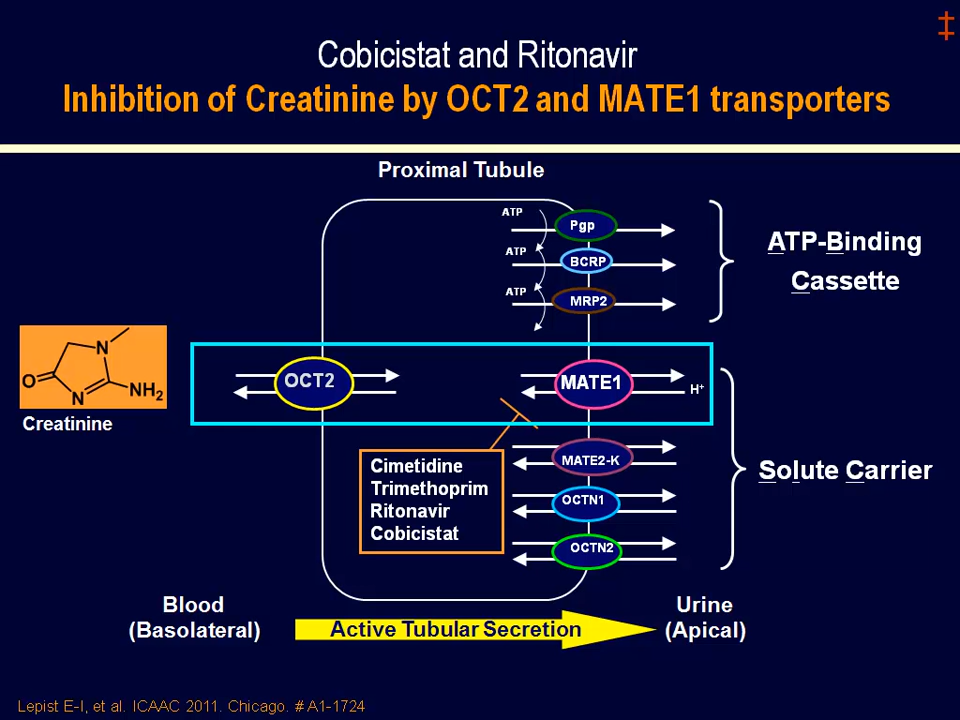 ‡
Cobicistat and Ritonavir
Inhibition of Creatinine by OCT2 and MATE1 transporters
Proximal Tubule
ATP
Pgp
ATP
BCRP
ATP
MRP2
ATP-Binding
Cassette
O
N
N
NH2
Creatinine
OCT2
MATE1
H+
Cimetidine
Trimethoprim
Ritonavir
Cobicistat
MATE2-K
OCTN1
OCTN2
Solute Carrier
Blood
(Basolateral)
Active Tubular Secretion
Urine
(Apical)
Lepist E-I, et al. ICAAC 2011. Chicago. # A1-1724